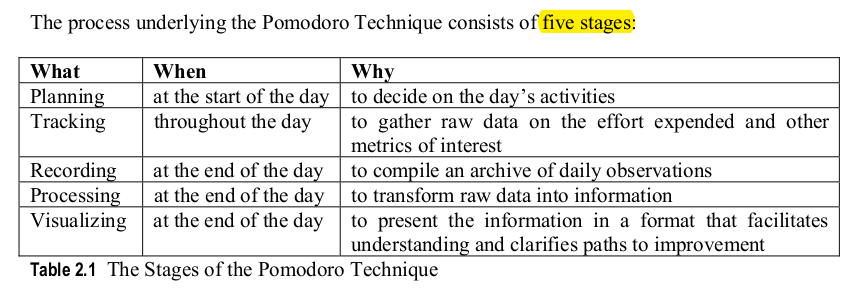 The process underlying the Pomodoro Technique consists of five stages:
What When Why
Planning at the start of the day to decide on the day’s activities
Tracking throughout the day to gather raw data on the effort expended and other
metrics of interest
Recording at the end of the day to compile an archive of daily observations
Processing at the end of the day to transform raw data into information
Visualizing at the end of the day to present the information in a format that facilitates
understanding and clarifies paths to improvement
Table 2.1 The Stages of the Pomodoro Technique